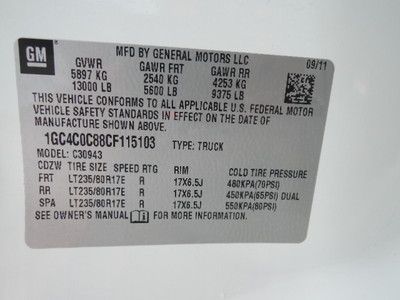 GM
MFD BY GENERAL MOTORS LLC
GVWR GAWR FRT GAWR RR 09/11
5897 KG 2540 KG 4253 KG
13000 LB 5600 LB 9375 LB
THIS VEHICLE CONFORMS TO ALL APPLICABLE U.S. FEDERAL MOTOR
VEHICLE SAFETY STANDARDS IN EFFECT ON THE DATE OF
MANUFACTURE SHOWN ABOVE.
1GC4C0C88CF115103 TYPE: TRUCK
MODEL: C30943
CDZW TIRE SIZE SPEED RTG RIM COLD TIRE PRESSURE
FRT LT235/80R17E R 17X6.5J 480KPA(70PSI)
RR LT235/80R17E R 17X6.5J 450KPA(65PSI) DUAL
SPA LT235/80R17E R 17X6.5J 550KPA(80PSI)
SEE OWNER'S MANUAL FOR MORE INFORMATION.